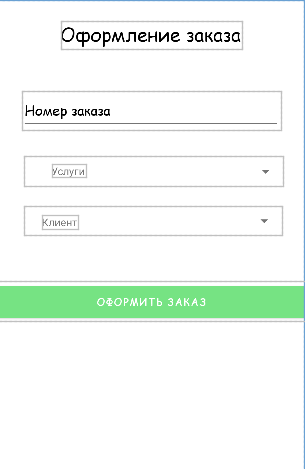 Оформление заказа
Номер заказа
Услуги
Клиент
ОФОРМИТЬ ЗАКАЗ